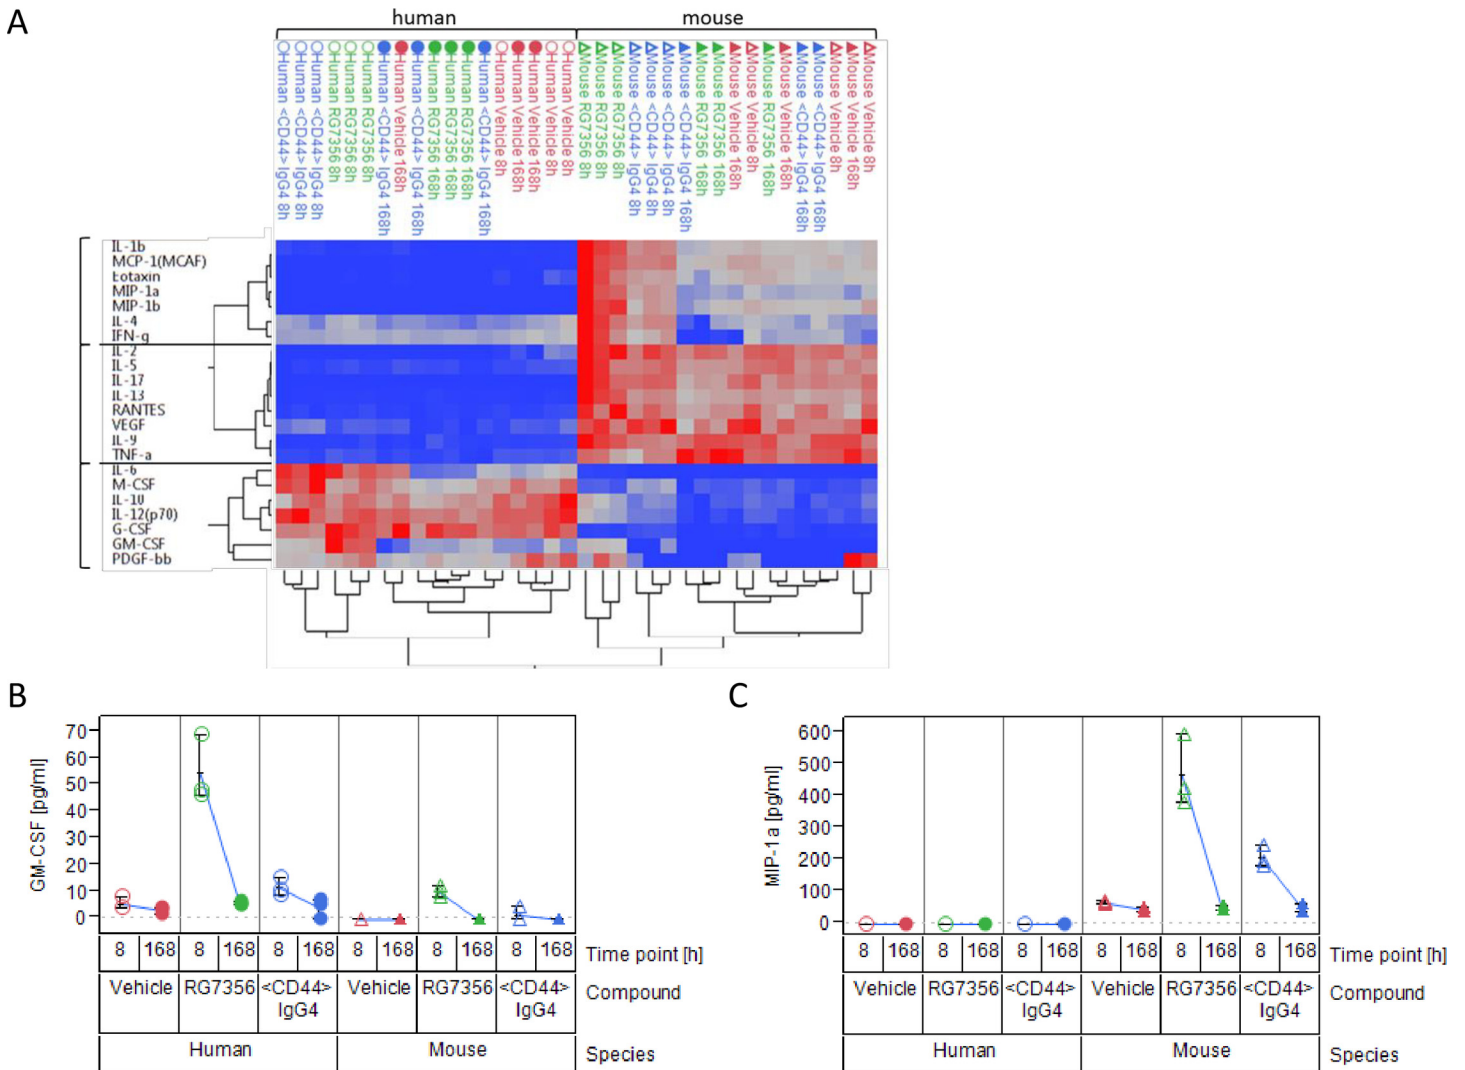 A
human
mouse
Human <CD44> IgG4 8h
Human <CD44> IgG4 8h
Human <CD44> IgG4 8h
Human RG7356 8h
Human RG7356 8h
Human RG7356 8h
Human <CD44> IgG4 168h
Human Vehicle 168h
Human <CD44> IgG4 168h
Human RG7356 168h
Human RG7356 168h
Human RG7356 168h
Human <CD44> IgG4 168h
Human Vehicle 8h
Human Vehicle 168h
Human Vehicle 168h
Human Vehicle 8h
Human Vehicle 8h
Mouse RG7356 8h
Mouse RG7356 8h
Mouse RG7356 8h
Mouse <CD44> IgG4 8h
Mouse <CD44> IgG4 8h
Mouse <CD44> IgG4 8h
Mouse <CD44> IgG4 168h
Mouse RG7356 168h
Mouse RG7356 168h
Mouse Vehicle 168h
Mouse Vehicle 8h
Mouse RG7356 168h
Mouse Vehicle 168h
Mouse <CD44> IgG4 168h
Mouse <CD44> IgG4 168h
Mouse Vehicle 8h
Mouse Vehicle 168h
Mouse Vehicle 8h
IL-1b
MCP-1(MCAF)
Eotaxin
MIP-1a
MIP-1b
IL-4
IFN-g
IL-2
IL-5
IL-17
IL-13
RANTES
VEGF
IL-9
TNF-a
IL-6
M-CSF
IL-10
IL-12(p70)
G-CSF
GM-CSF
PDGF-bb
B
GM-CSF [pg/ml]
70
60
50
40
30
20
10
0
8 168 8 168 8 168 8 168 8 168 8 168 Time point [h]
Vehicle RG7356 <CD44> IgG4 Vehicle RG7356 <CD44> IgG4 Compound
Human Mouse Species
C
MIP-1a [pg/ml]
600
500
400
300
200
100
0
8 168 8 168 8 168 8 168 8 168 8 168 Time point [h]
Vehicle RG7356 <CD44> IgG4 Vehicle RG7356 <CD44> IgG4 Compound
Human Mouse Species